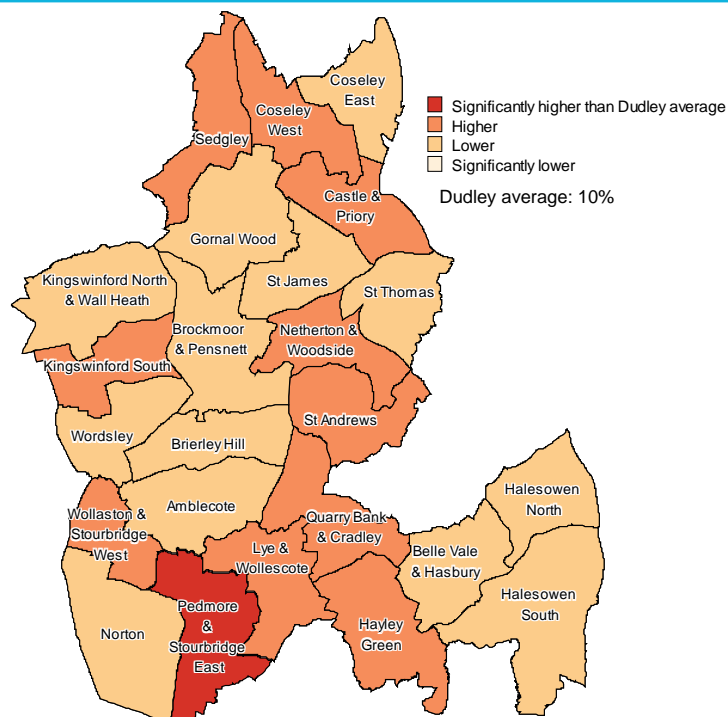 Coseley
East
Significantly higher than Dudley average
Higher
Lower
Significantly lower
Dudley average: 10%
Coseley
West
Sedgley
Castle &
Priory
Gornal Wood
Kingswinford North
& Wall Heath
St James
St Thomas
Brockmoor
& Pensnett
Netherton &
Woodside
Kingswinford South
St Andrews
Wordsley
Brierley Hill
Amblecote
Halesowen
North
Wollaston &
Stourbridge
West
Quarry Bank
& Cradley
Lye &
Wollescote
Belle Vale
& Hasbury
Halesowen
South
Pedmore
&
Stourbridge
East
Norton
Hayley
Green